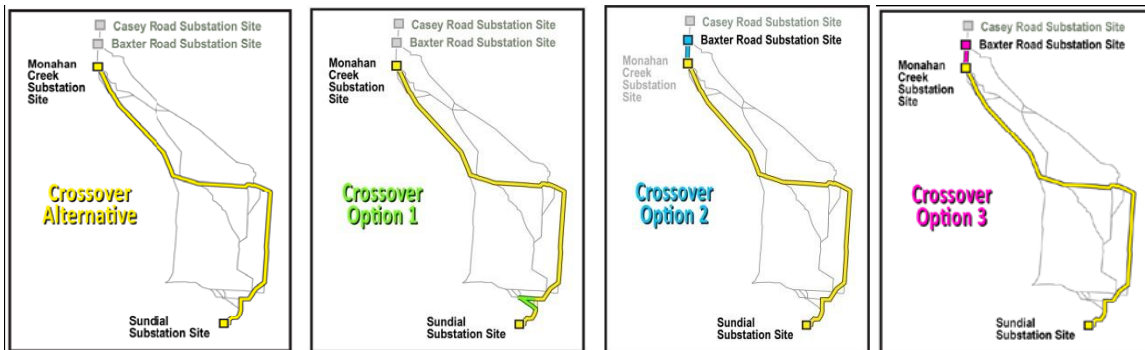 Casey Road Substation Site
Baxter Road Substation Site
Monahan
Creek
Substation
Site
Crossover
Alternative
Sundial
Substation Site
Casey Road Substation Site
Baxter Road Substation Site
Monahan
Creek
Substation
Site
Crossover
Option 1
Sundial
Substation Site
Casey Road Substation Site
Baxter Road Substation Site
Monahan
Creek
Substation
Site
Crossover
Option 2
Sundial
Substation Site
Casey Road Substation Site
Baxter Road Substation Site
Monahan
Creek
Substation
Site
Crossover
Option 3
Sundial
Substation Site